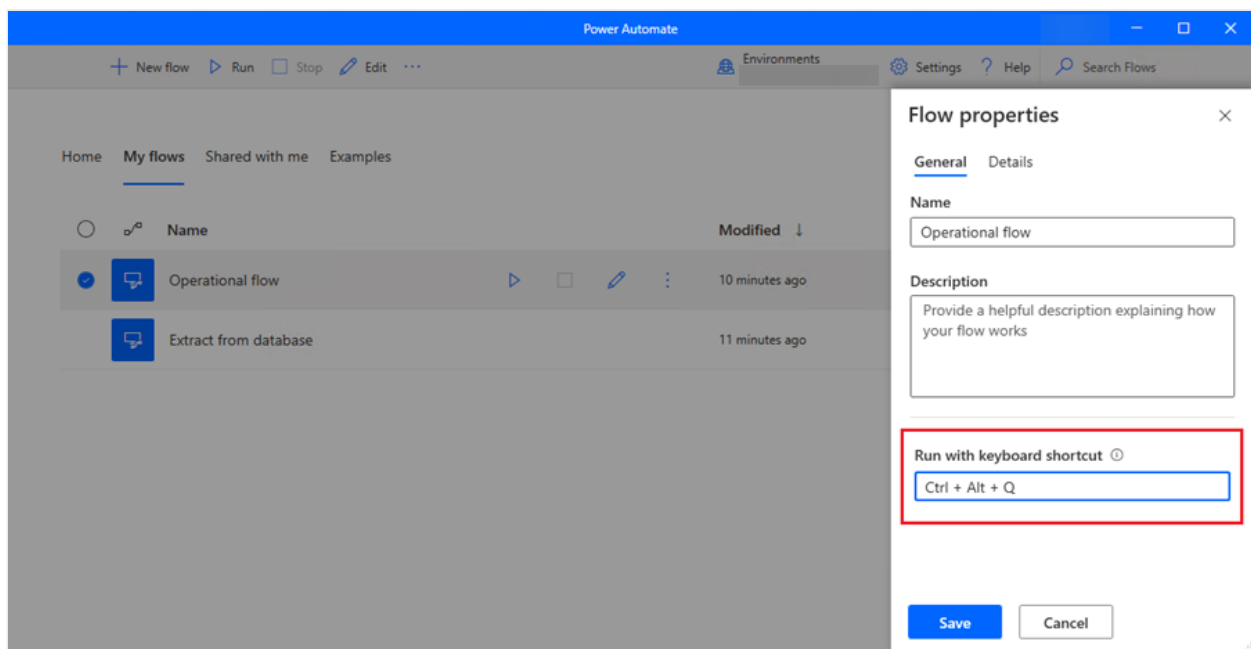 Power Automate
New flow Run Stop Edit ···
Environments
Settings Help Search Flows
Home My flows Shared with me Examples
Name Modified ↓
Operational flow 10 minutes ago
Extract from database 11 minutes ago
Flow properties
General Details
Name
Operational flow
Description
Provide a helpful description explaining how
your flow works
Run with keyboard shortcut
Ctrl + Alt + Q
Save Cancel